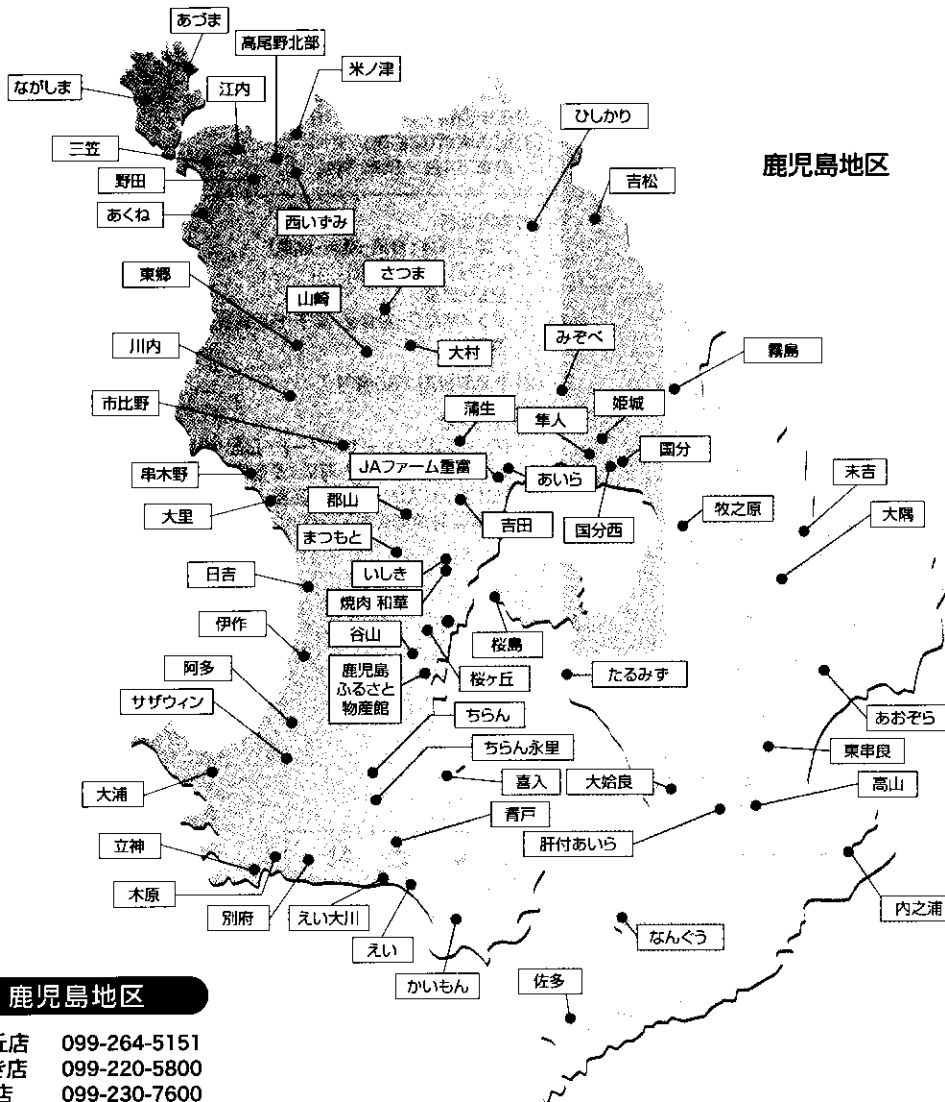 あづま
高尾野北部
ながしま
江内
米ノ津
ひしかり
三笠
鹿児島地区
野田
吉松
あくね
西いずみ
東郷
さつま
山崎
川内
大村
みぞべ
霧島
市比野
蒲生
隼人
姫城
串木野
JAファーム重富
あいら
国分
末吉
大里
郡山
吉田
国分西
牧之原
大隅
まつもと
日吉
いしき
焼肉 和華
伊作
谷山
桜島
阿多
鹿児島
ふるさと
物産館
桜ヶ丘
たるみず
サザウィン
ちらん
あおぞら
ちらん永里
東串良
大浦
喜入
大姶良
高山
青戸
肝付あいら
立神
木原
別府
えい大川
内之浦
えい
なんぐう
かいもん
佐多
鹿児島地区
丘店 099-264-5151
き店 099-220-5800
店 099-230-7600